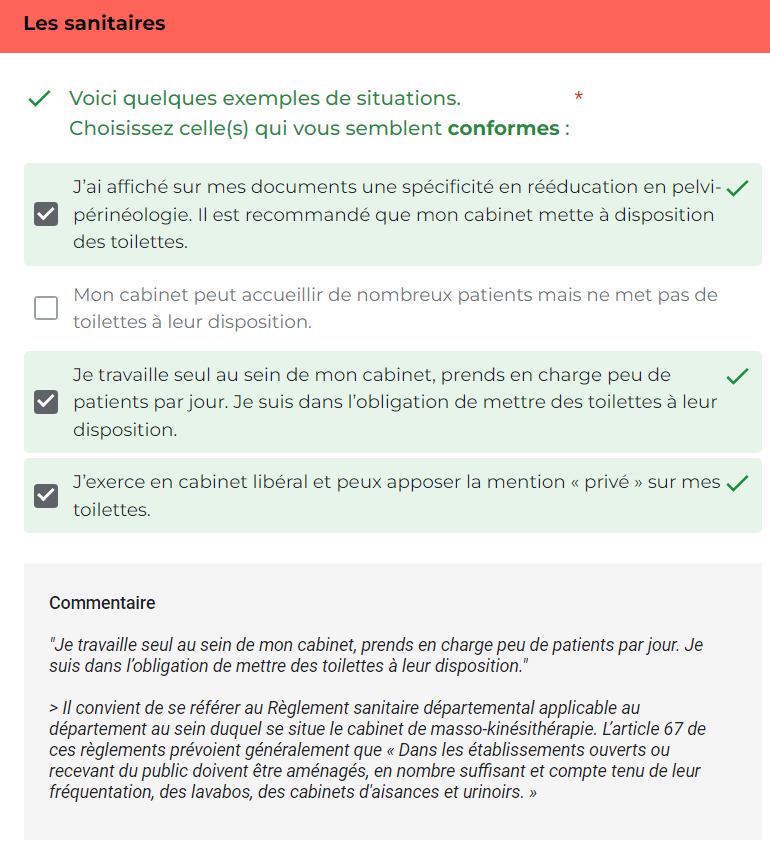 Les sanitaires
Voici quelques exemples de situations. *
Choisissez celle(s) qui vous semblent conformes :
J’ai affiché sur mes documents une spécificité en rééducation en pelvi-
périnéologie. Il est recommandé que mon cabinet mette à disposition
des toilettes.
Mon cabinet peut accueillir de nombreux patients mais ne met pas de
toilettes à leur disposition.
Je travaille seul au sein de mon cabinet, prends en charge peu de
patients par jour. Je suis dans l’obligation de mettre des toilettes à leur
disposition.
J’exerce en cabinet libéral et peux apposer la mention « privé » sur mes
toilettes.
Commentaire
"Je travaille seul au sein de mon cabinet, prends en charge peu de patients par jour. Je
suis dans l’obligation de mettre des toilettes à leur disposition."
> Il convient de se référer au Règlement sanitaire départemental applicable au
département au sein duquel se situe le cabinet de masso-kinésithérapie. L’article 67 de
ces règlements prévoient généralement que « Dans les établissements ouverts ou
recevant du public doivent être aménagés, en nombre suffisant et compte tenu de leur
fréquentation, des lavabos, des cabinets d'aisances et urinoirs. »